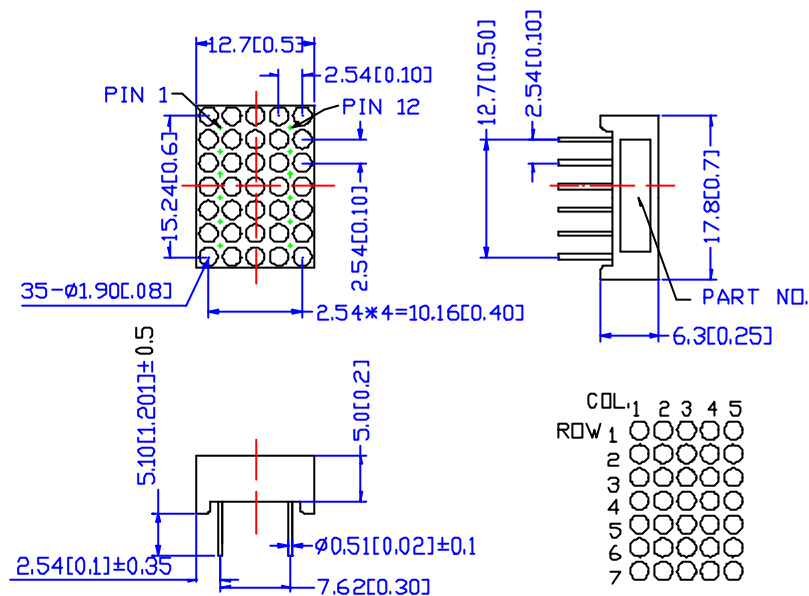 12.7[0.5]
2.54[0.10]
PIN 1
PIN 12
15.24[0.6]
2.54[0.10]
35-Ø1.90[.08]
2.54*4=10.16[0.40]
12.7[0.50]
2.54[0.10]
17.8[0.7]
PART NO.
6.3[0.25]
5.10[1.201]±0.5
5.0[0.2]
Ø0.51[0.02]±0.1
2.54[0.1]±0.35
7.62[0.30]
COL. 1 2 3 4 5
ROW 1
2
3
4
5
6
7